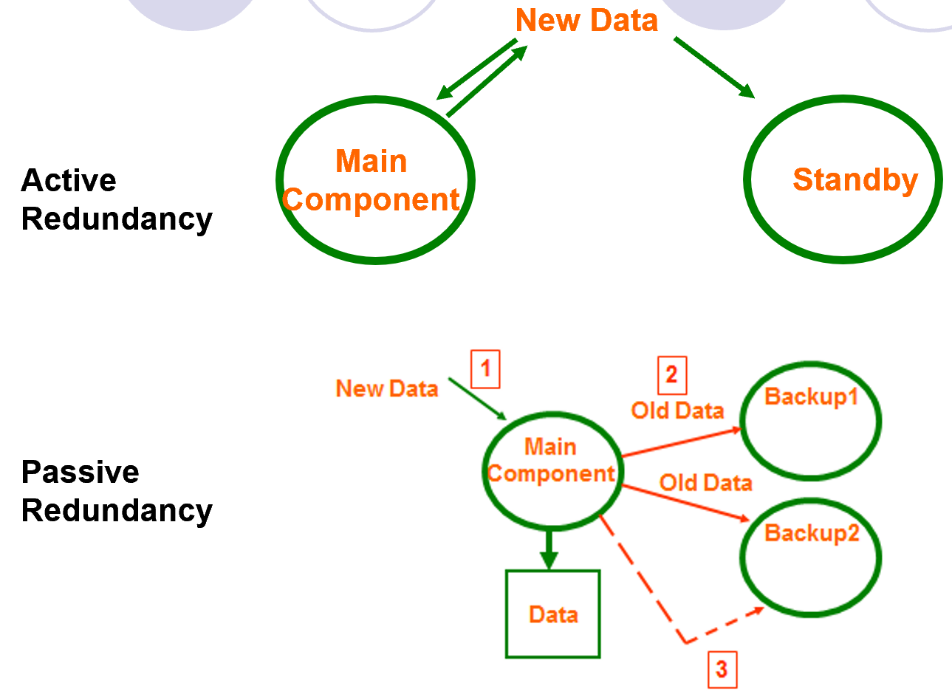 New Data
Main
Component
Standby
Active
Redundancy
1
2
New Data
Old Data
Backup1
Main
Component
Old Data
Passive
Redundancy
Backup2
Data
3